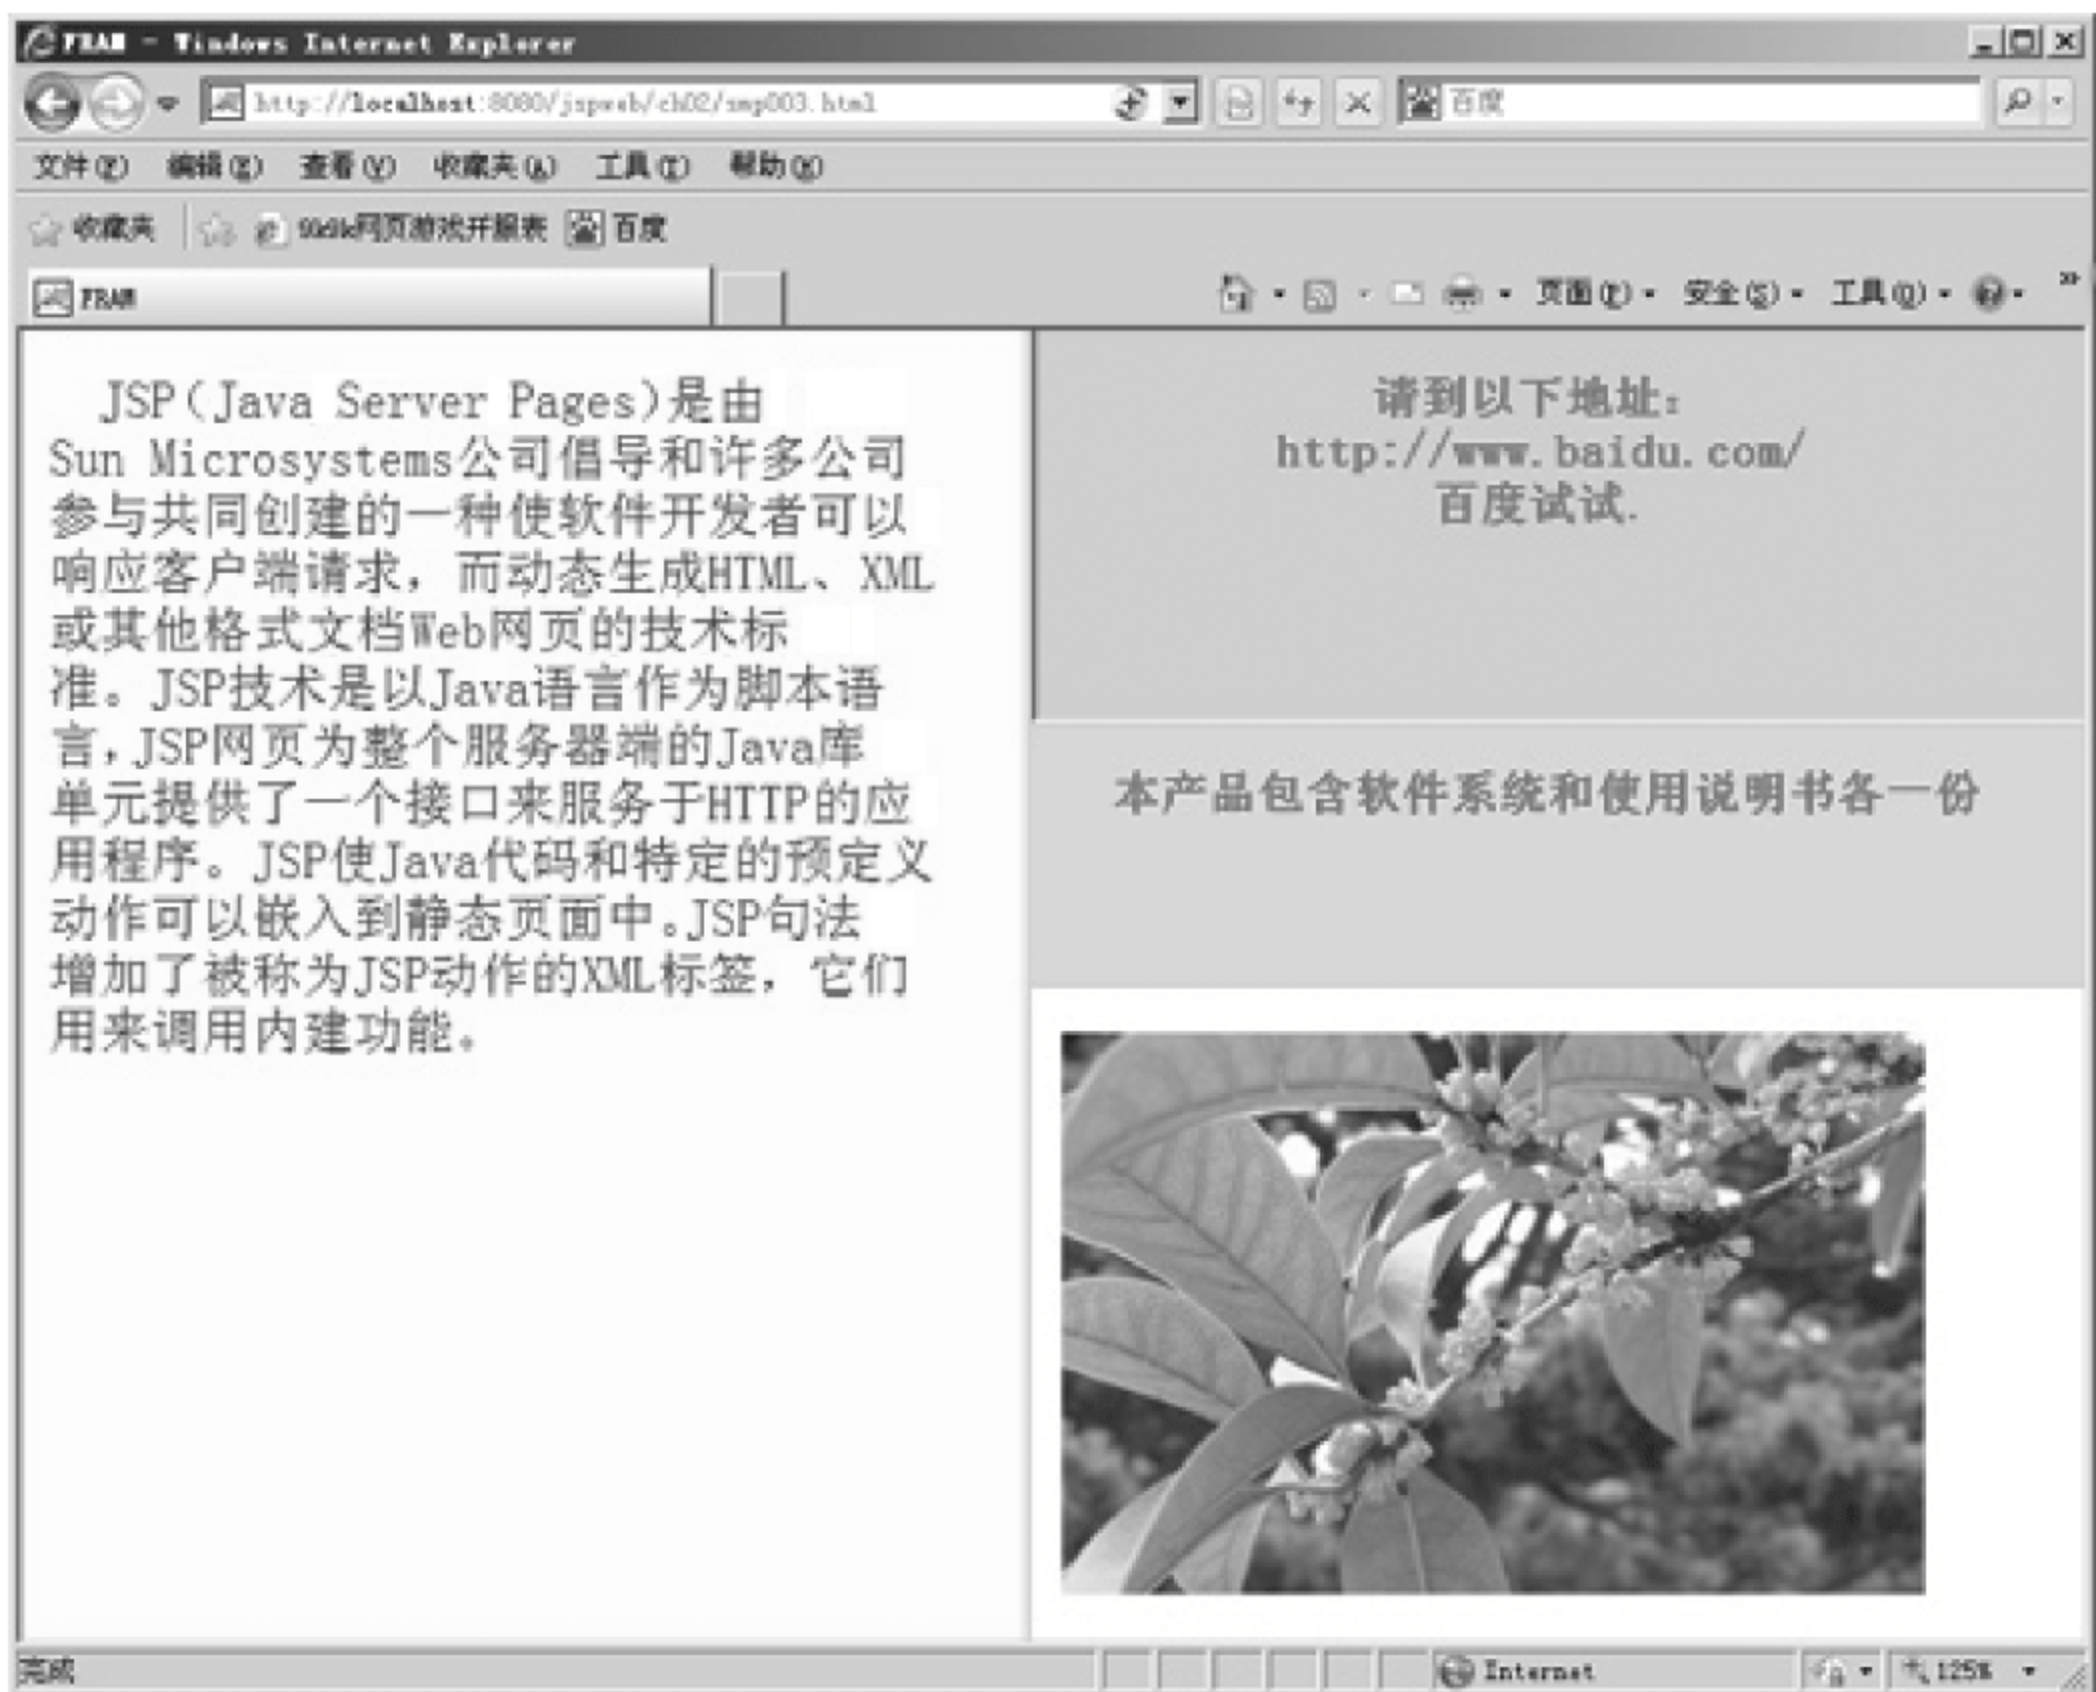 FRAM - Windows Internet Explorer
http://localhost:8080/jspweb/ch02/smp003.html
百度
文件(F) 编辑(E) 查看(V) 收藏夹(A) 工具(T) 帮助(H)
收藏夹 网页游戏开服表 百度
FRAM 页面(P) 安全(S) 工具(O) »
JSP(Java Server Pages)是由
Sun Microsystems公司倡导和许多公司
参与共同创建的一种使软件开发者可以
响应客户端请求，而动态生成HTML、XML
或其他格式文档Web网页的技术标
准。JSP技术是以Java语言作为脚本语
言,JSP网页为整个服务器端的Java库
单元提供了一个接口来服务于HTTP的应
用程序。JSP使Java代码和特定的预定义
动作可以嵌入到静态页面中。JSP句法
增加了被称为JSP动作的XML标签，它们
用来调用内建功能。
请到以下地址：
http://www.baidu.com/
百度试试.
本产品包含软件系统和使用说明书各一份
完成 Internet 125%